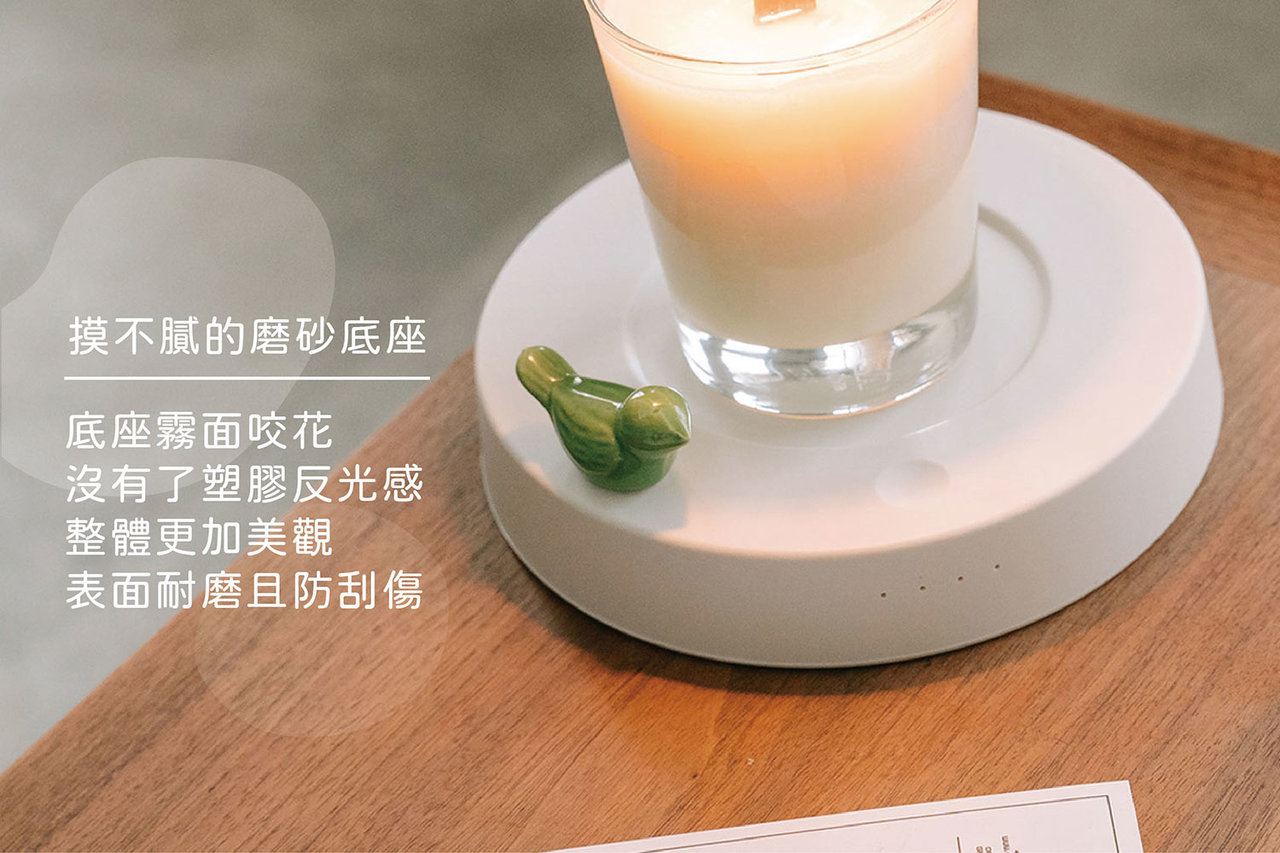 摸不膩的磨砂底座
底座霧面咬花
沒有了塑膠反光感
整體更加美觀
表面耐磨且防刮傷